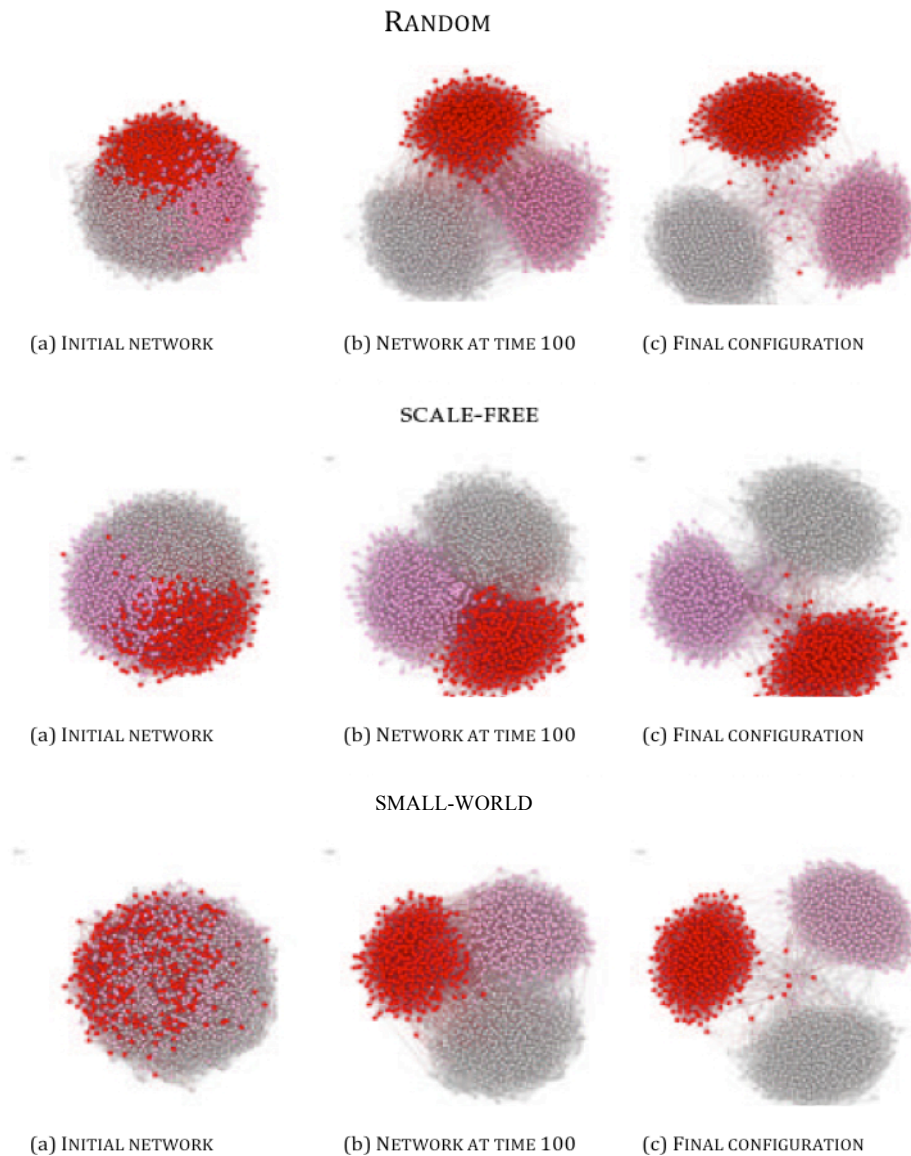 RANDOM
(a) INITIAL NETWORK (b) NETWORK AT TIME 100 (c) FINAL CONFIGURATION
SCALE-FREE
(a) INITIAL NETWORK (b) NETWORK AT TIME 100 (c) FINAL CONFIGURATION
SMALL-WORLD
(a) INITIAL NETWORK (b) NETWORK AT TIME 100 (c) FINAL CONFIGURATION